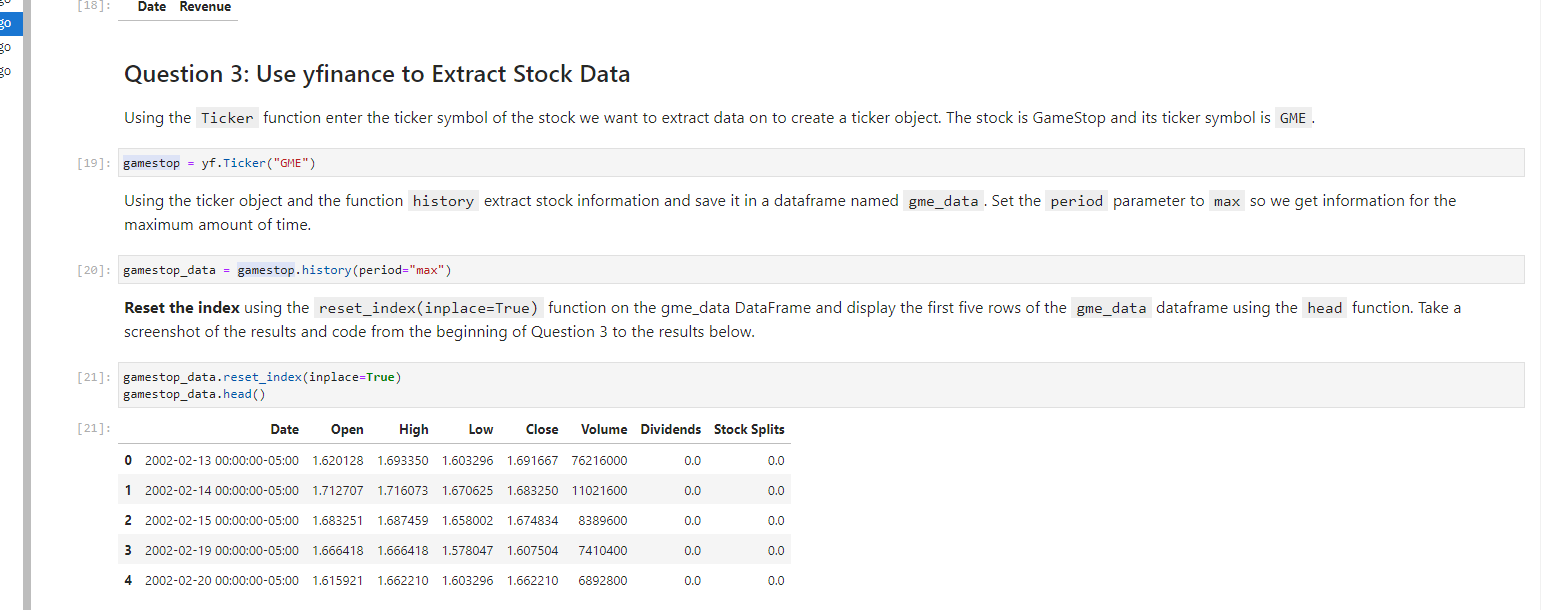 go
[18]: Date Revenue
go
go
go
Question 3: Use yfinance to Extract Stock Data
Using the Ticker function enter the ticker symbol of the stock we want to extract data on to create a ticker object. The stock is GameStop and its ticker symbol is GME .
[19]: gamestop = yf.Ticker("GME")
Using the ticker object and the function history extract stock information and save it in a dataframe named gme_data . Set the period parameter to max so we get information for the
maximum amount of time.
[20]: gamestop_data = gamestop.history(period="max")
Reset the index using the reset_index(inplace=True) function on the gme_data DataFrame and display the first five rows of the gme_data dataframe using the head function. Take a
screenshot of the results and code from the beginning of Question 3 to the results below.
[21]: gamestop_data.reset_index(inplace=True)
gamestop_data.head()
[21]: Date Open High Low Close Volume Dividends Stock Splits
0 2002-02-13 00:00:00-05:00 1.620128 1.693350 1.603296 1.691667 76216000 0.0 0.0
1 2002-02-14 00:00:00-05:00 1.712707 1.716073 1.670625 1.683250 11021600 0.0 0.0
2 2002-02-15 00:00:00-05:00 1.683251 1.687459 1.658002 1.674834 8389600 0.0 0.0
3 2002-02-19 00:00:00-05:00 1.666418 1.666418 1.578047 1.607504 7410400 0.0 0.0
4 2002-02-20 00:00:00-05:00 1.615921 1.662210 1.603296 1.662210 6892800 0.0 0.0